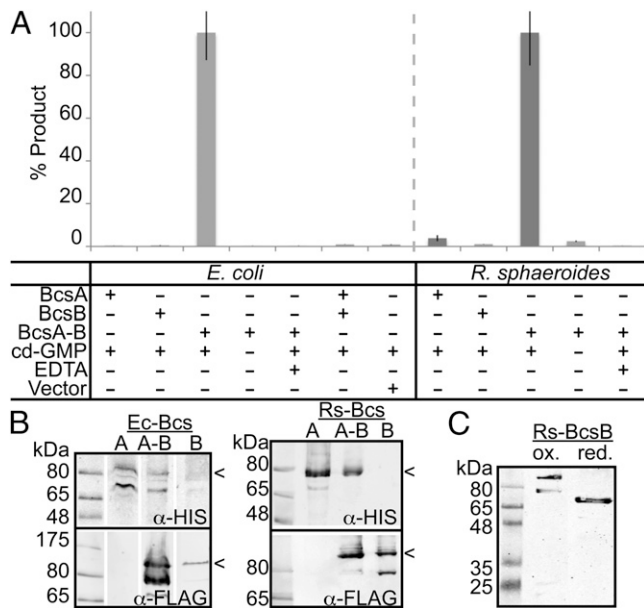 A
% Product
100
80
60
40
20
0
E. coli R. sphaeroides
BcsA + – – – – + – + – – – –
BcsB – + – – – + – – + – – –
BcsA-B – – + + + – – – – + + +
cd-GMP + + + – + + + + + + – +
EDTA – – – – + – – – – – – +
Vector – – – – – – + – – – – –
B
Ec-Bcs
kDa A A-B B
80 <
65
48
α-HIS
175
80 <
65
α-FLAG
Rs-Bcs
kDa A A-B B
80 <
65
48
α-HIS
80 <
65
α-FLAG
C
Rs-BcsB
kDa ox. red.
80
65
48
35
25